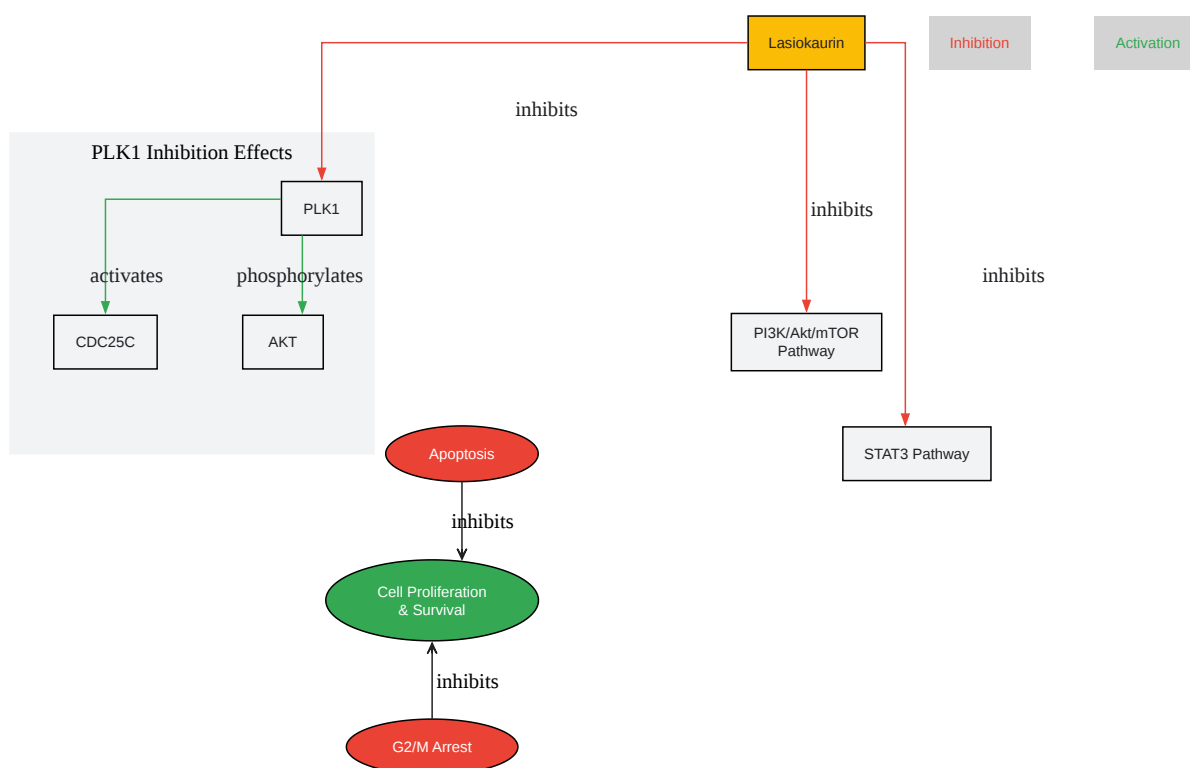 Lasiokaurin
Inhibition
Activation
inhibits
PLK1 Inhibition Effects
PLK1
inhibits
activates
phosphorylates
inhibits
CDC25C
AKT
PI3K/Akt/mTOR
Pathway
Apoptosis
STAT3 Pathway
inhibits
Cell Proliferation
& Survival
inhibits
G2/M Arrest